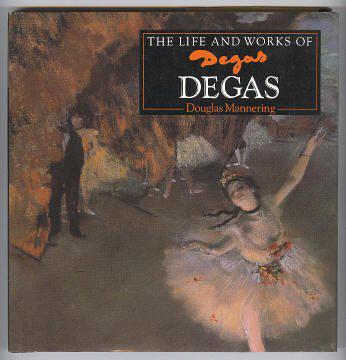 THE LIFE AND WORKS OF
Degas
DEGAS
Douglas Mannering